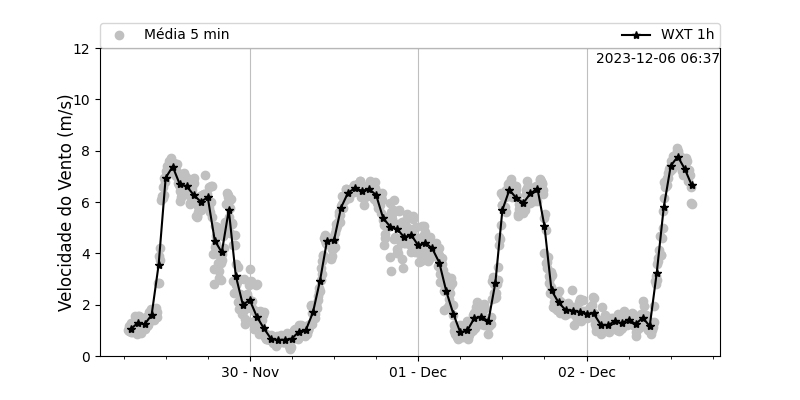 Média 5 min
WXT 1h
2023-12-06 06:37
Velocidade do Vento (m/s)
12
10
8
6
4
2
0
30 - Nov
01 - Dec
02 - Dec